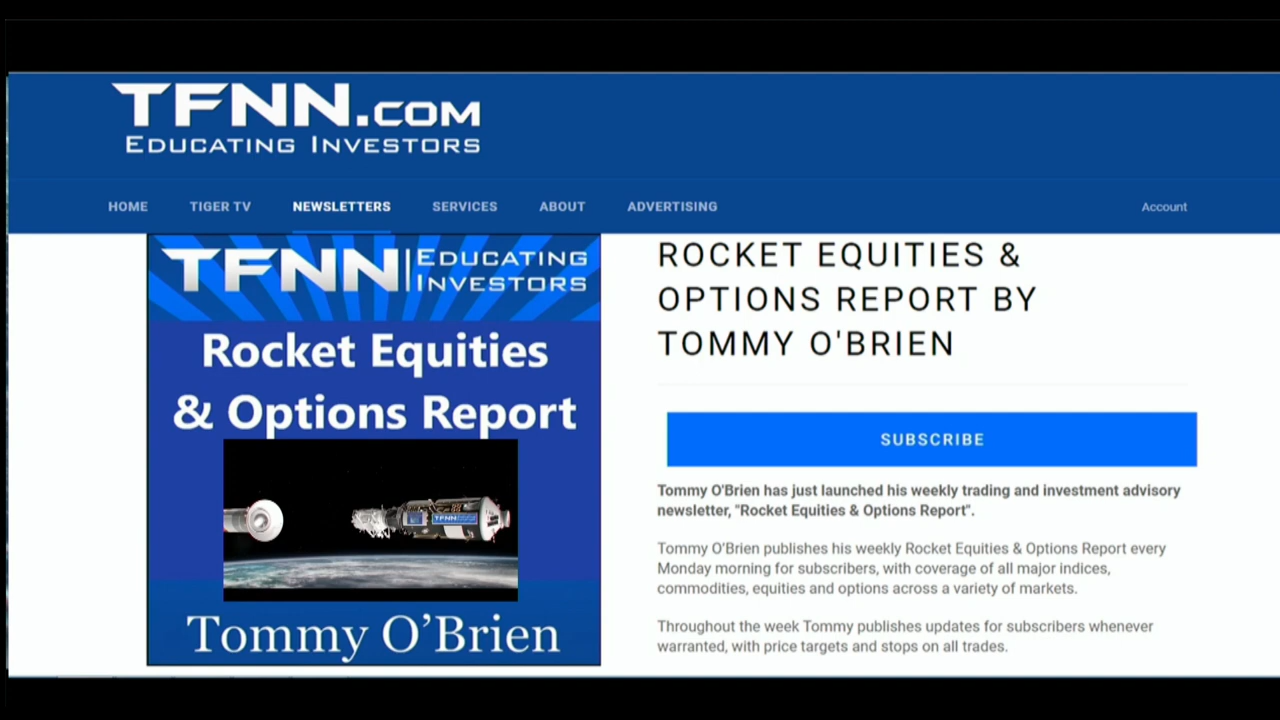 TFNN.COM
EDUCATING INVESTORS
HOME TIGER TV NEWSLETTERS SERVICES ABOUT ADVERTISING Account
TFNN EDUCATING
INVESTORS
Rocket Equities
& Options Report
TFNN
Tommy O’Brien
ROCKET EQUITIES &
OPTIONS REPORT BY
TOMMY O'BRIEN
SUBSCRIBE
Tommy O'Brien has just launched his weekly trading and investment advisory
newsletter, "Rocket Equities & Options Report".
Tommy O’Brien publishes his weekly Rocket Equities & Options Report every
Monday morning for subscribers, with coverage of all major indices,
commodities, equities and options across a variety of markets.
Throughout the week Tommy publishes updates for subscribers whenever
warranted, with price targets and stops on all trades.